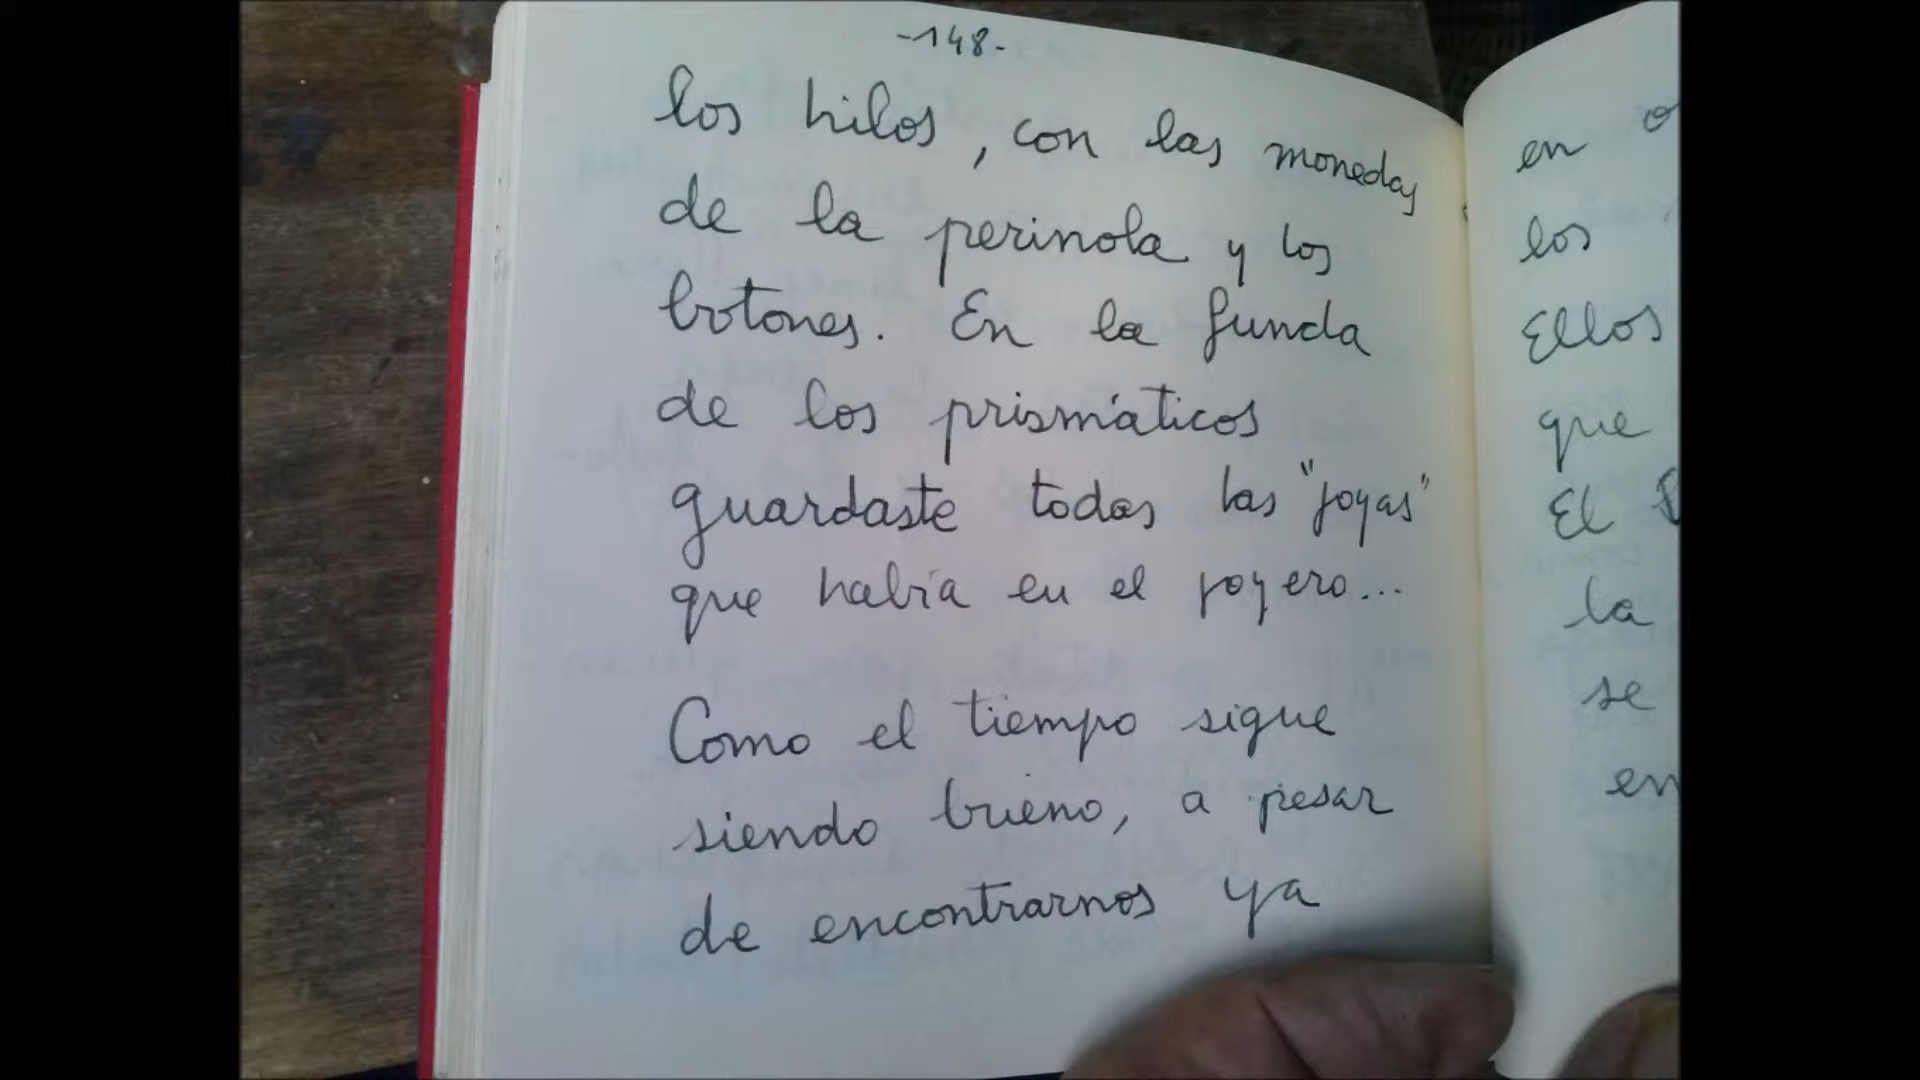 -148-
los hilos, con las monedas
de la perinola y los
botones. En la funda
de los prismáticos
guardaste todas las "joyas"
que había en el joyero...
Como el tiempo sigue
siendo bueno, a pesar
de encontrarnos ya
en
los
Ellos
que
El
la
se